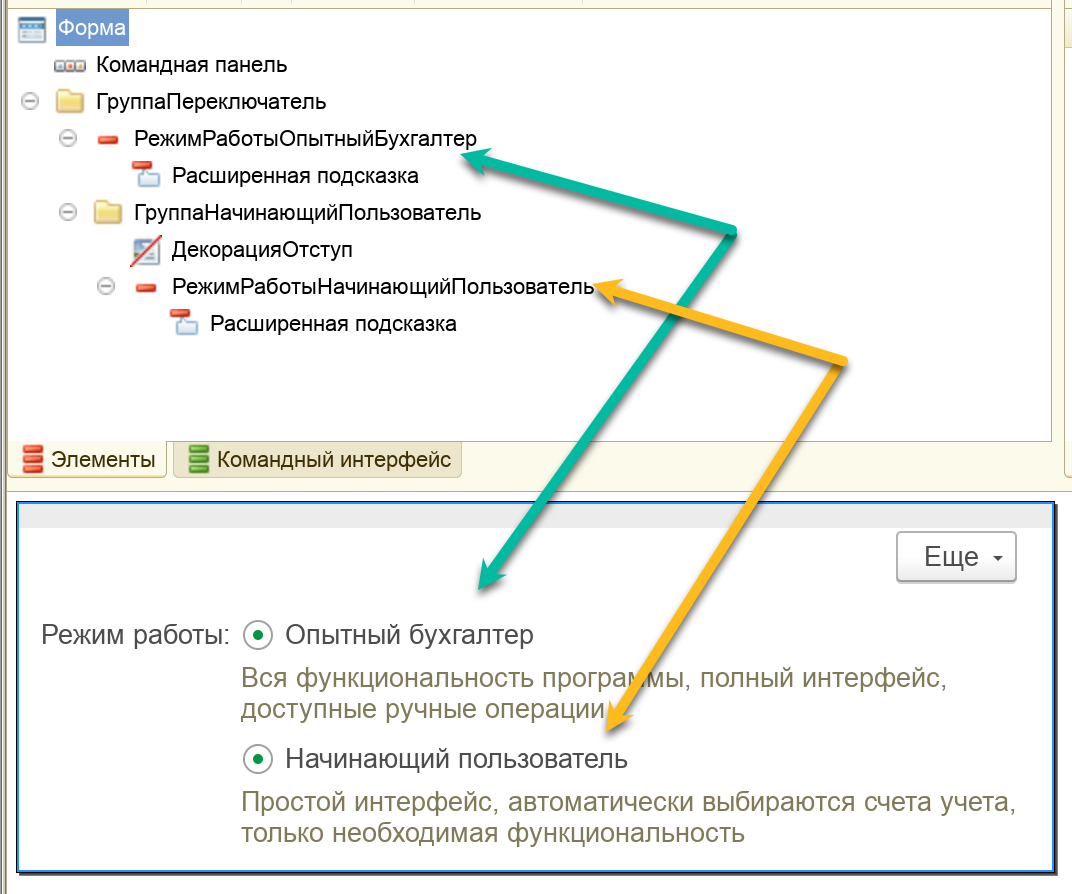 Форма
Командная панель
ГруппаПереключатель
РежимРаботыОпытныйБухгалтер
Расширенная подсказка
ГруппаНачинающийПользователь
ДекорацияОтступ
РежимРаботыНачинающийПользователь
Расширенная подсказка
Элементы
Командный интерфейс
Еще
Режим работы:
Опытный бухгалтер
Вся функциональность программы, полный интерфейс,
доступные ручные операции
Начинающий пользователь
Простой интерфейс, автоматически выбираются счета учета,
только необходимая функциональность